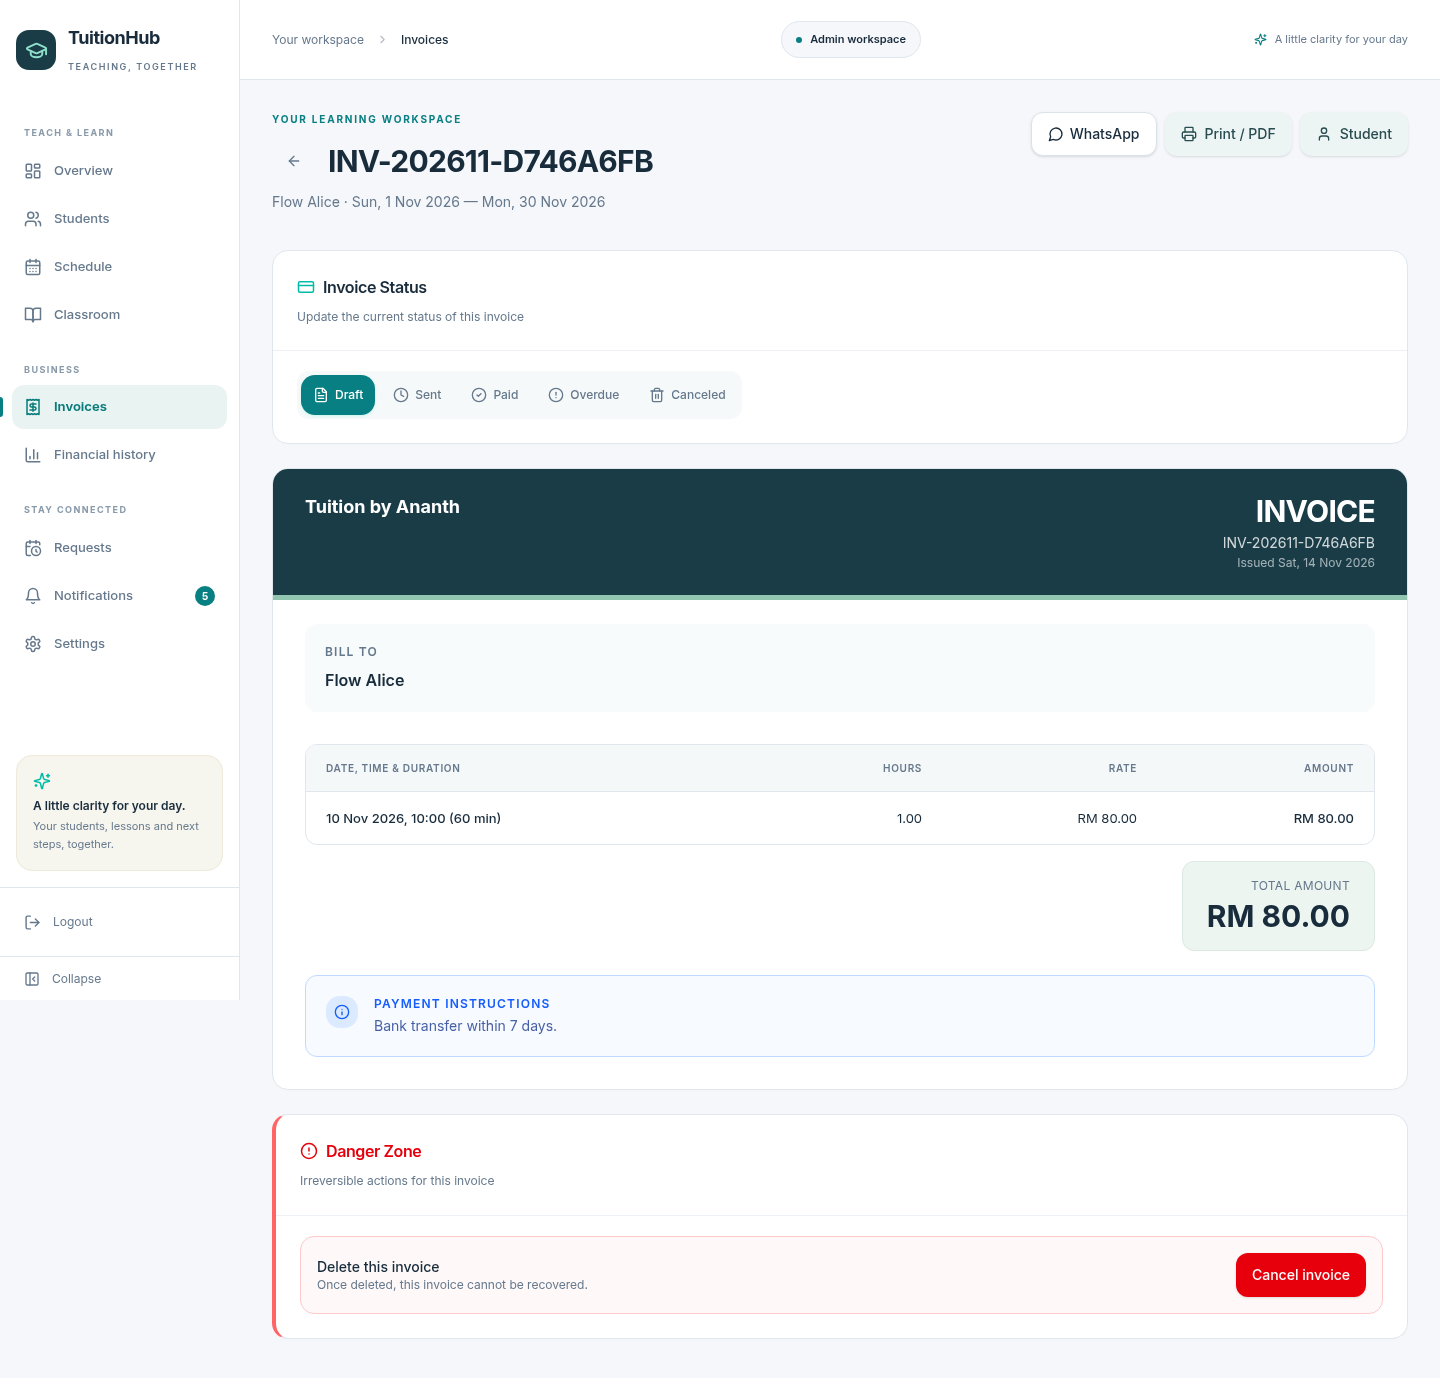 TuitionHub
TEACHING, TOGETHER
TEACH & LEARN
Overview
Students
Schedule
Classroom
BUSINESS
Invoices
Financial history
STAY CONNECTED
Requests
Notifications 5
Settings
A little clarity for your day.
Your students, lessons and next
steps, together.
Logout
Collapse
Your workspace Invoices
Admin workspace
A little clarity for your day
YOUR LEARNING WORKSPACE
INV-202611-D746A6FB
Flow Alice · Sun, 1 Nov 2026 — Mon, 30 Nov 2026
WhatsApp Print / PDF Student
Invoice Status
Update the current status of this invoice
Draft Sent Paid Overdue Canceled
Tuition by Ananth
INVOICE
INV-202611-D746A6FB
Issued Sat, 14 Nov 2026
BILL TO
Flow Alice
DATE, TIME & DURATION HOURS RATE AMOUNT
10 Nov 2026, 10:00 (60 min) 1.00 RM 80.00 RM 80.00
TOTAL AMOUNT
RM 80.00
PAYMENT INSTRUCTIONS
Bank transfer within 7 days.
Danger Zone
Irreversible actions for this invoice
Delete this invoice
Once deleted, this invoice cannot be recovered.
Cancel invoice